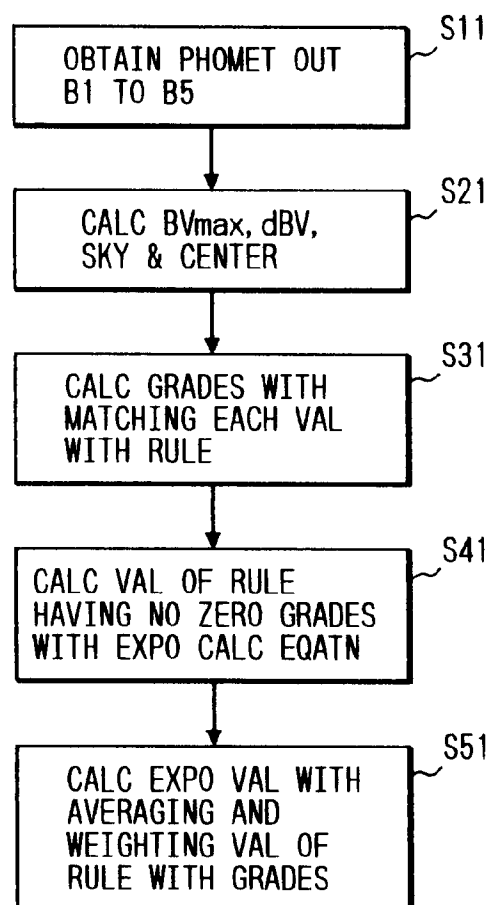 S11
OBTAIN PHOMET OUT
B1 TO B5
S21
CALC BVmax, dBV,
SKY & CENTER
S31
CALC GRADES WITH
MATCHING EACH VAL
WITH RULE
S41
CALC VAL OF RULE
HAVING NO ZERO GRADES
WITH EXPO CALC EQATN
S51
CALC EXPO VAL WITH
AVERAGING AND
WEIGHTING VAL OF
RULE WITH GRADES